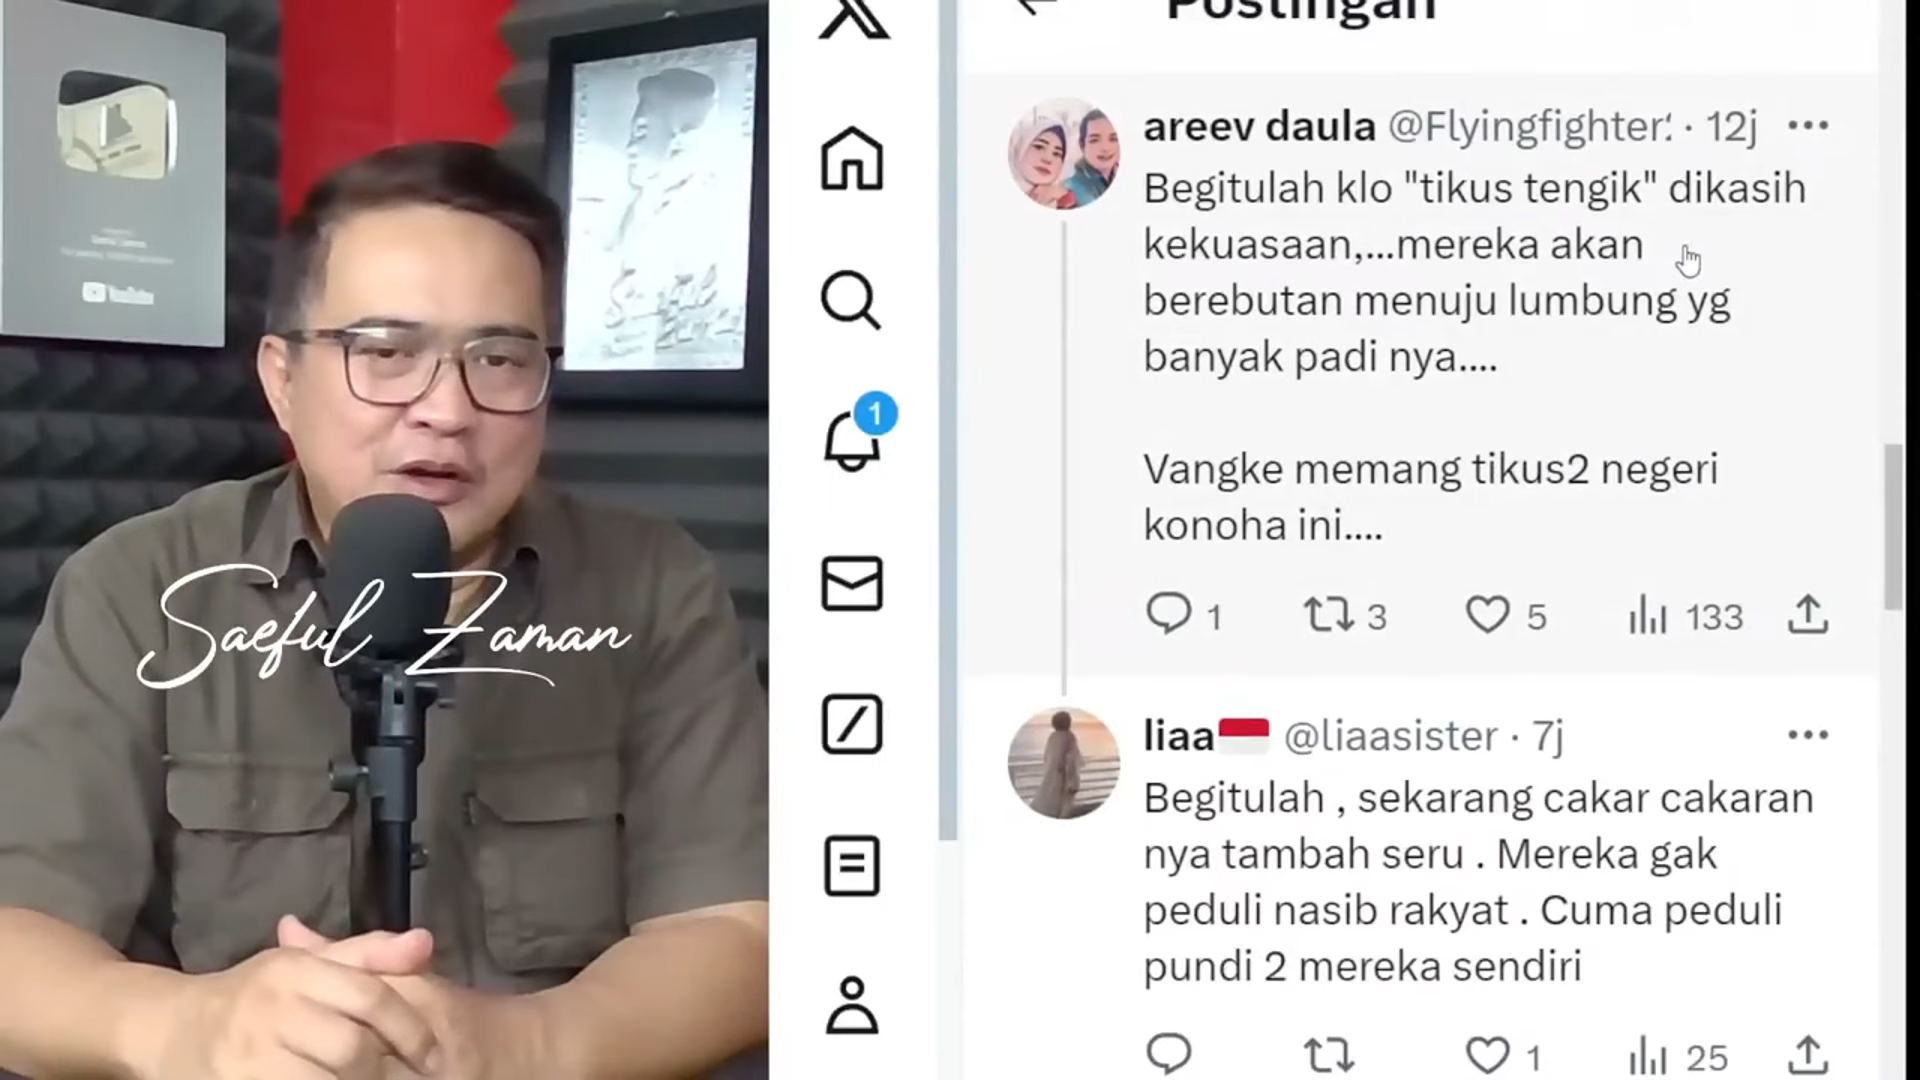 YouTube
Saeful Zaman
Postingan
areev daula @Flyingfighter · 12j
Begitulah klo "tikus tengik" dikasih
kekuasaan,...mereka akan
berebutan menuju lumbung yg
banyak padi nya....
Vangke memang tikus2 negeri
konoha ini....
1 3 5 133
liaa @liaasister · 7j
Begitulah , sekarang cakar cakaran
nya tambah seru . Mereka gak
peduli nasib rakyat . Cuma peduli
pundi 2 mereka sendiri
1 25
1